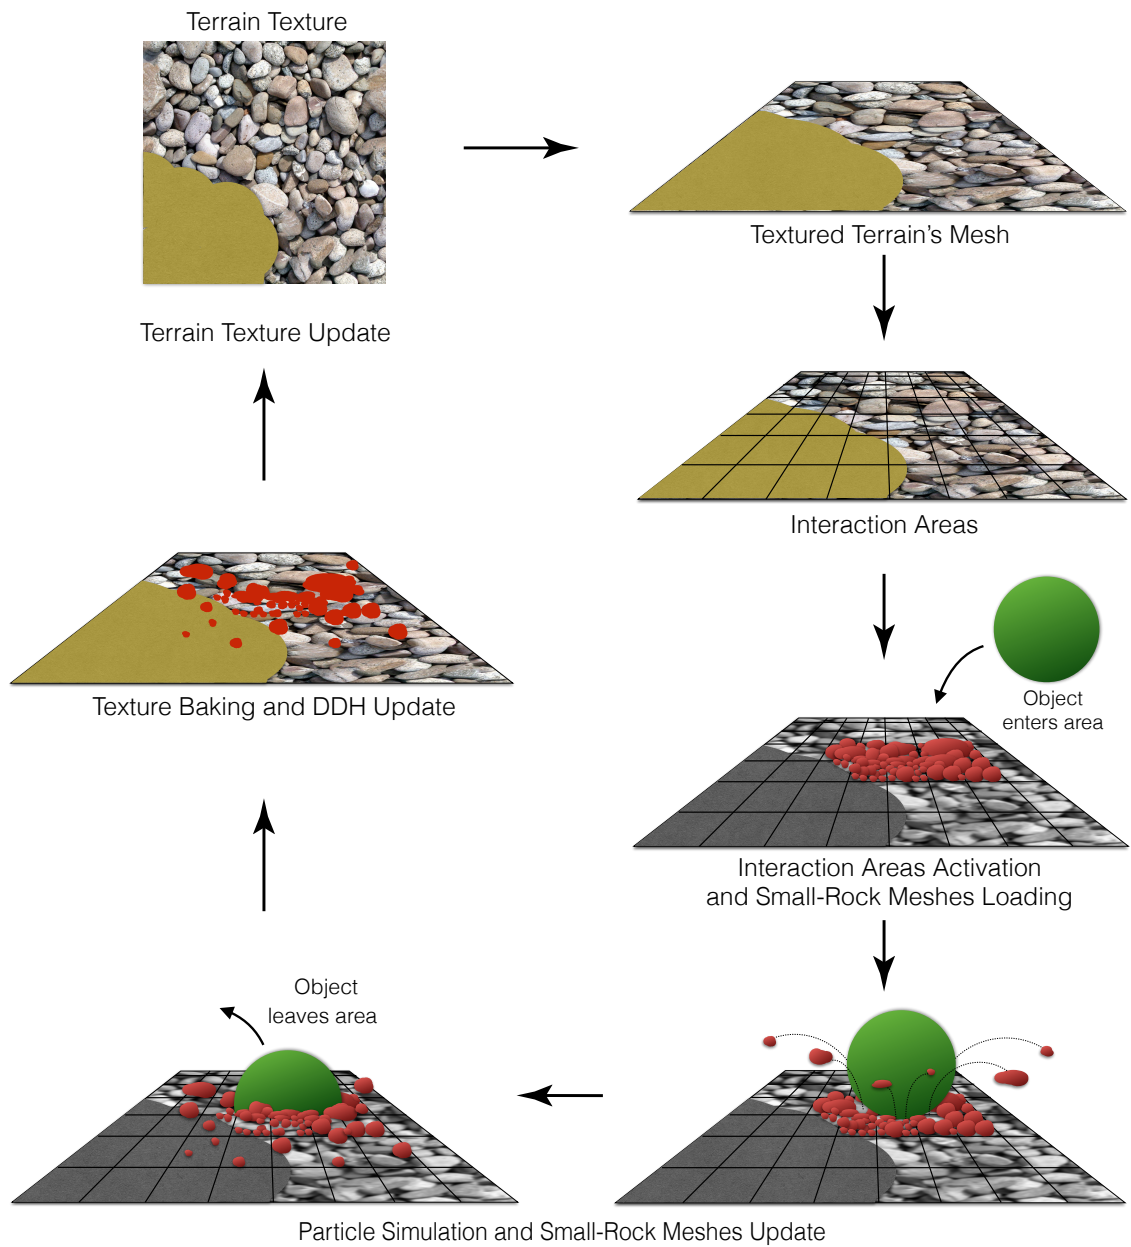 Terrain Texture
Textured Terrain's Mesh
Terrain Texture Update
Interaction Areas
Object
enters area
Texture Baking and DDH Update
Interaction Areas Activation
and Small-Rock Meshes Loading
Object
leaves area
Particle Simulation and Small-Rock Meshes Update